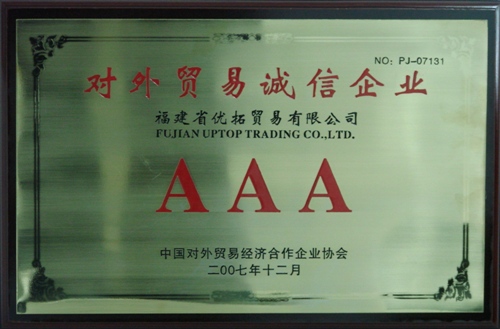 NO: PJ-07131
对外贸易诚信企业
福建省优拓贸易有限公司
FUJIAN UPTOP TRADING CO.,LTD.
AAA
中国对外贸易经济合作企业协会
二00七年十二月